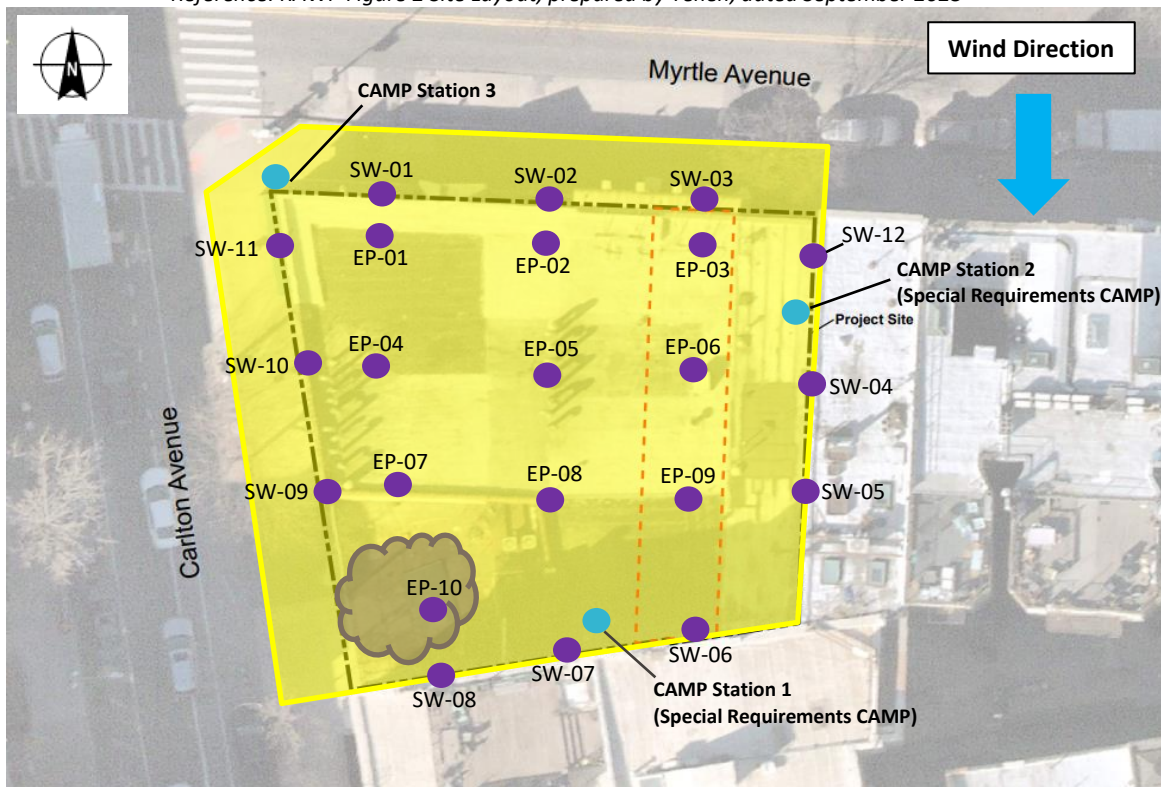 Wind Direction
N
Myrtle Avenue
CAMP Station 3
SW-01
SW-02
SW-03
SW-11
EP-01
EP-02
EP-03
SW-12
CAMP Station 2
(Special Requirements CAMP)
Project Site
SW-10
EP-04
EP-05
EP-06
SW-04
Carlton Avenue
SW-09
EP-07
EP-08
EP-09
SW-05
EP-10
SW-08
SW-07
SW-06
CAMP Station 1
(Special Requirements CAMP)